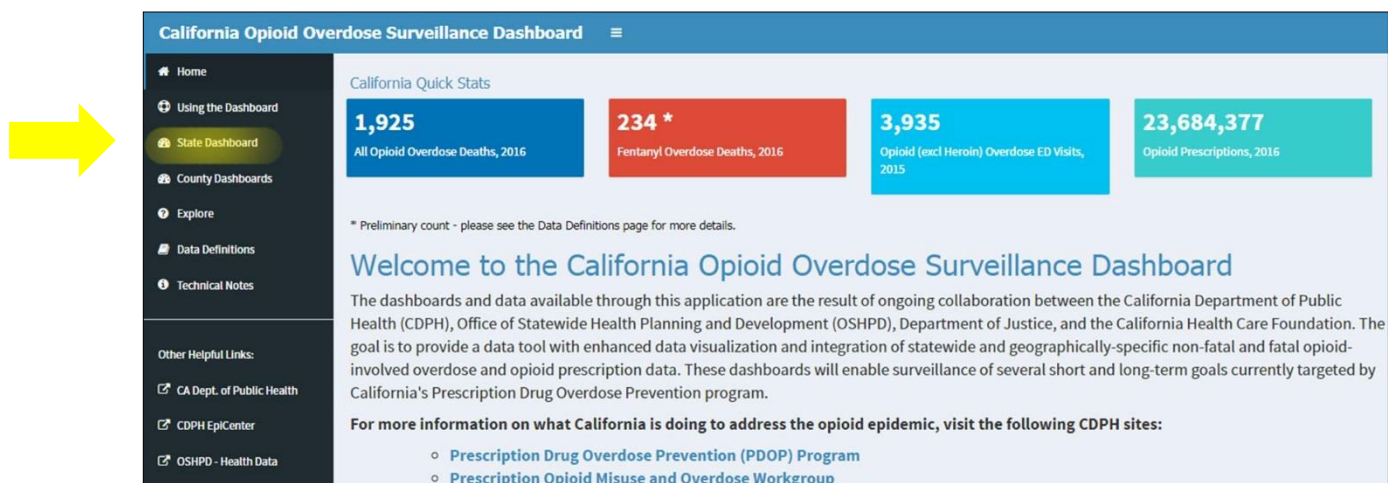 California Opioid Overdose Surveillance Dashboard
Home
Using the Dashboard
State Dashboard
County Dashboards
Explore
Data Definitions
Technical Notes
Other Helpful Links:
CA Dept. of Public Health
CDPH EpiCenter
OSHPD - Health Data
California Quick Stats
1,925
All Opioid Overdose Deaths, 2016
234 *
Fentanyl Overdose Deaths, 2016
3,935
Opioid (excl Heroin) Overdose ED Visits,
2015
23,684,377
Opioid Prescriptions, 2016
* Preliminary count - please see the Data Definitions page for more details.
Welcome to the California Opioid Overdose Surveillance Dashboard
The dashboards and data available through this application are the result of ongoing collaboration between the California Department of Public
Health (CDPH), Office of Statewide Health Planning and Development (OSHPD), Department of Justice, and the California Health Care Foundation. The
goal is to provide a data tool with enhanced data visualization and integration of statewide and geographically-specific non-fatal and fatal opioid-
involved overdose and opioid prescription data. These dashboards will enable surveillance of several short and long-term goals currently targeted by
California's Prescription Drug Overdose Prevention program.
For more information on what California is doing to address the opioid epidemic, visit the following CDPH sites:
Prescription Drug Overdose Prevention (PDOP) Program
Prescription Opioid Misuse and Overdose Workgroup